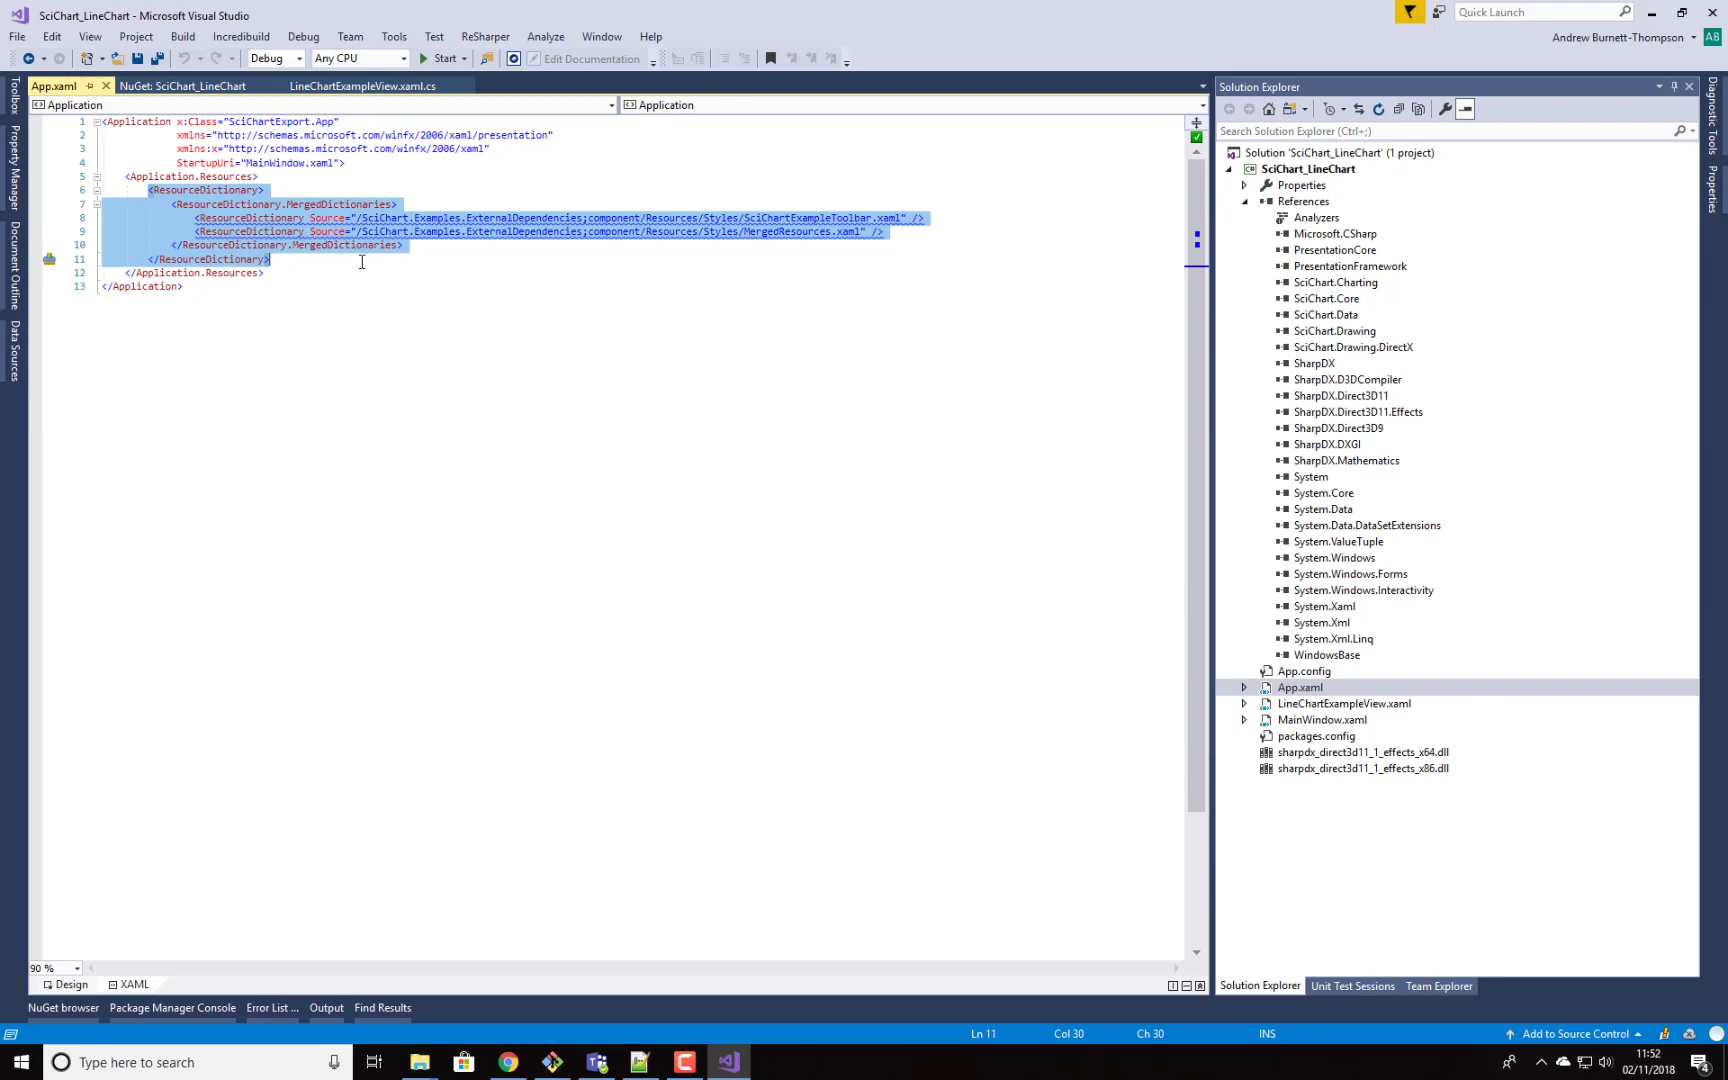 SciChart_LineChart - Microsoft Visual Studio
Quick Launch
File Edit View Project Build Incredibuild Debug Team Tools Test ReSharper Analyze Window Help
Andrew Burnett-Thompson AB
Debug Any CPU Start Edit Documentation
App.xaml NuGet: SciChart_LineChart LineChartExampleView.xaml.cs
Application Application
1 <Application x:Class="SciChartExport.App"
2 xmlns="http://schemas.microsoft.com/winfx/2006/xaml/presentation"
3 xmlns:x="http://schemas.microsoft.com/winfx/2006/xaml"
4 StartupUri="MainWindow.xaml">
5 <Application.Resources>
6 <ResourceDictionary>
7 <ResourceDictionary.MergedDictionaries>
8 <ResourceDictionary Source="/SciChart.Examples.ExternalDependencies;component/Resources/Styles/SciChartExampleToolbar.xaml" />
9 <ResourceDictionary Source="/SciChart.Examples.ExternalDependencies;component/Resources/Styles/MergedResources.xaml" />
10 </ResourceDictionary.MergedDictionaries>
11 </ResourceDictionary>
12 </Application.Resources>
13 </Application>
Toolbox
Property Manager
Document Outline
Data Sources
90 %
Design XAML
Solution Explorer
Search Solution Explorer (Ctrl+;)
Solution 'SciChart_LineChart' (1 project)
C# SciChart_LineChart
Properties
References
Analyzers
Microsoft.CSharp
PresentationCore
PresentationFramework
SciChart.Charting
SciChart.Core
SciChart.Data
SciChart.Drawing
SciChart.Drawing.DirectX
SharpDX
SharpDX.D3DCompiler
SharpDX.Direct3D11
SharpDX.Direct3D11.Effects
SharpDX.Direct3D9
SharpDX.DXGI
SharpDX.Mathematics
System
System.Core
System.Data
System.Data.DataSetExtensions
System.ValueTuple
System.Windows
System.Windows.Forms
System.Windows.Interactivity
System.Xaml
System.Xml
System.Xml.Linq
WindowsBase
App.config
App.xaml
LineChartExampleView.xaml
MainWindow.xaml
packages.config
sharpdx_direct3d11_1_effects_x64.dll
sharpdx_direct3d11_1_effects_x86.dll
Solution Explorer Unit Test Sessions Team Explorer
Diagnostic Tools
Properties
NuGet browser Package Manager Console Error List ... Output Find Results
Ln 11 Col 30 Ch 30 INS Add to Source Control
Type here to search
11:52
02/11/2018
4